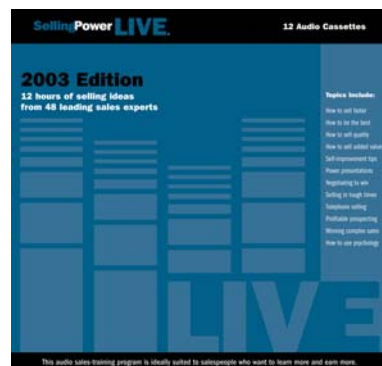 SellingPower LIVE.
12 Audio Cassettes
2003 Edition
12 hours of selling ideas
from 48 leading sales experts
Topics Include:
How to sell faster
How to be the best
How to sell quality
How to sell added value
Self-improvement tips
Power presentations
Negotiating to win
Selling in tough times
Telephone selling
Profitable prospecting
Winning complex sales
How to use psychology
LIVE
This audio sales-training program is ideally suited to salespeople who want to learn more and earn more.